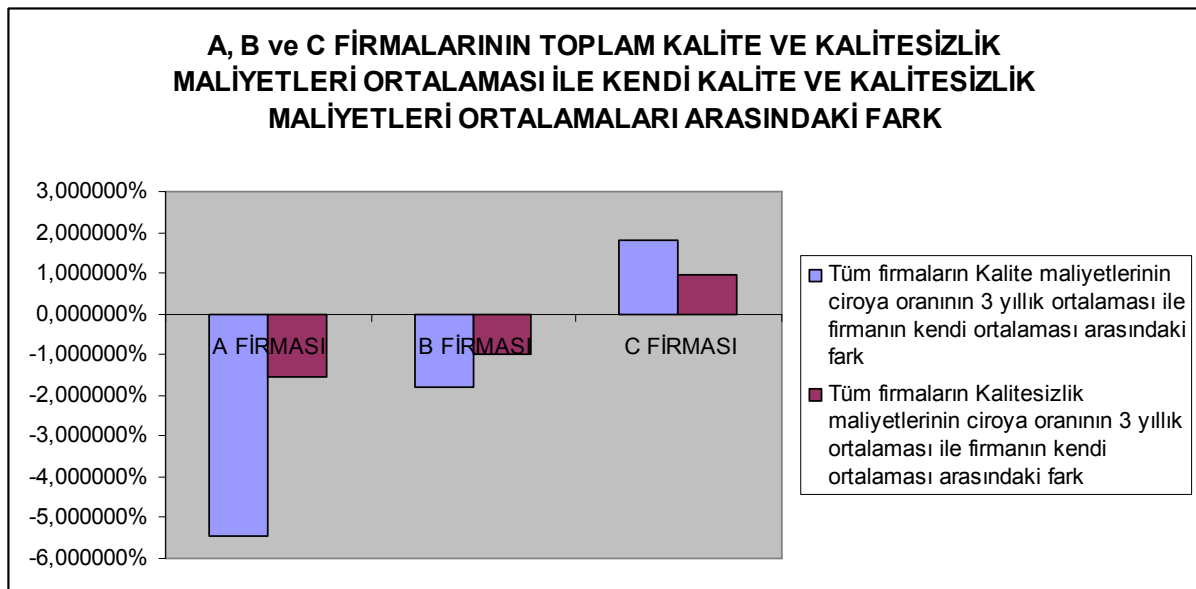 A, B ve C FİRMALARININ TOPLAM KALİTE VE KALİTESİZLİK
MALİYETLERİ ORTALAMASI İLE KENDİ KALİTE VE KALİTESİZLİK
MALİYETLERİ ORTALAMALARI ARASINDAKİ FARK
3,000000%
2,000000%
1,000000%
0,000000%
-1,000000%
-2,000000%
-3,000000%
-4,000000%
-5,000000%
-6,000000%
A FİRMASI
B FİRMASI
C FİRMASI
Tüm firmaların Kalite maliyetlerinin
ciroya oranının 3 yıllık ortalaması ile
firmanın kendi ortalaması arasındaki
fark
Tüm firmaların Kalitesizlik
maliyetlerinin ciroya oranının 3 yıllık
ortalaması ile firmanın kendi
ortalaması arasındaki fark